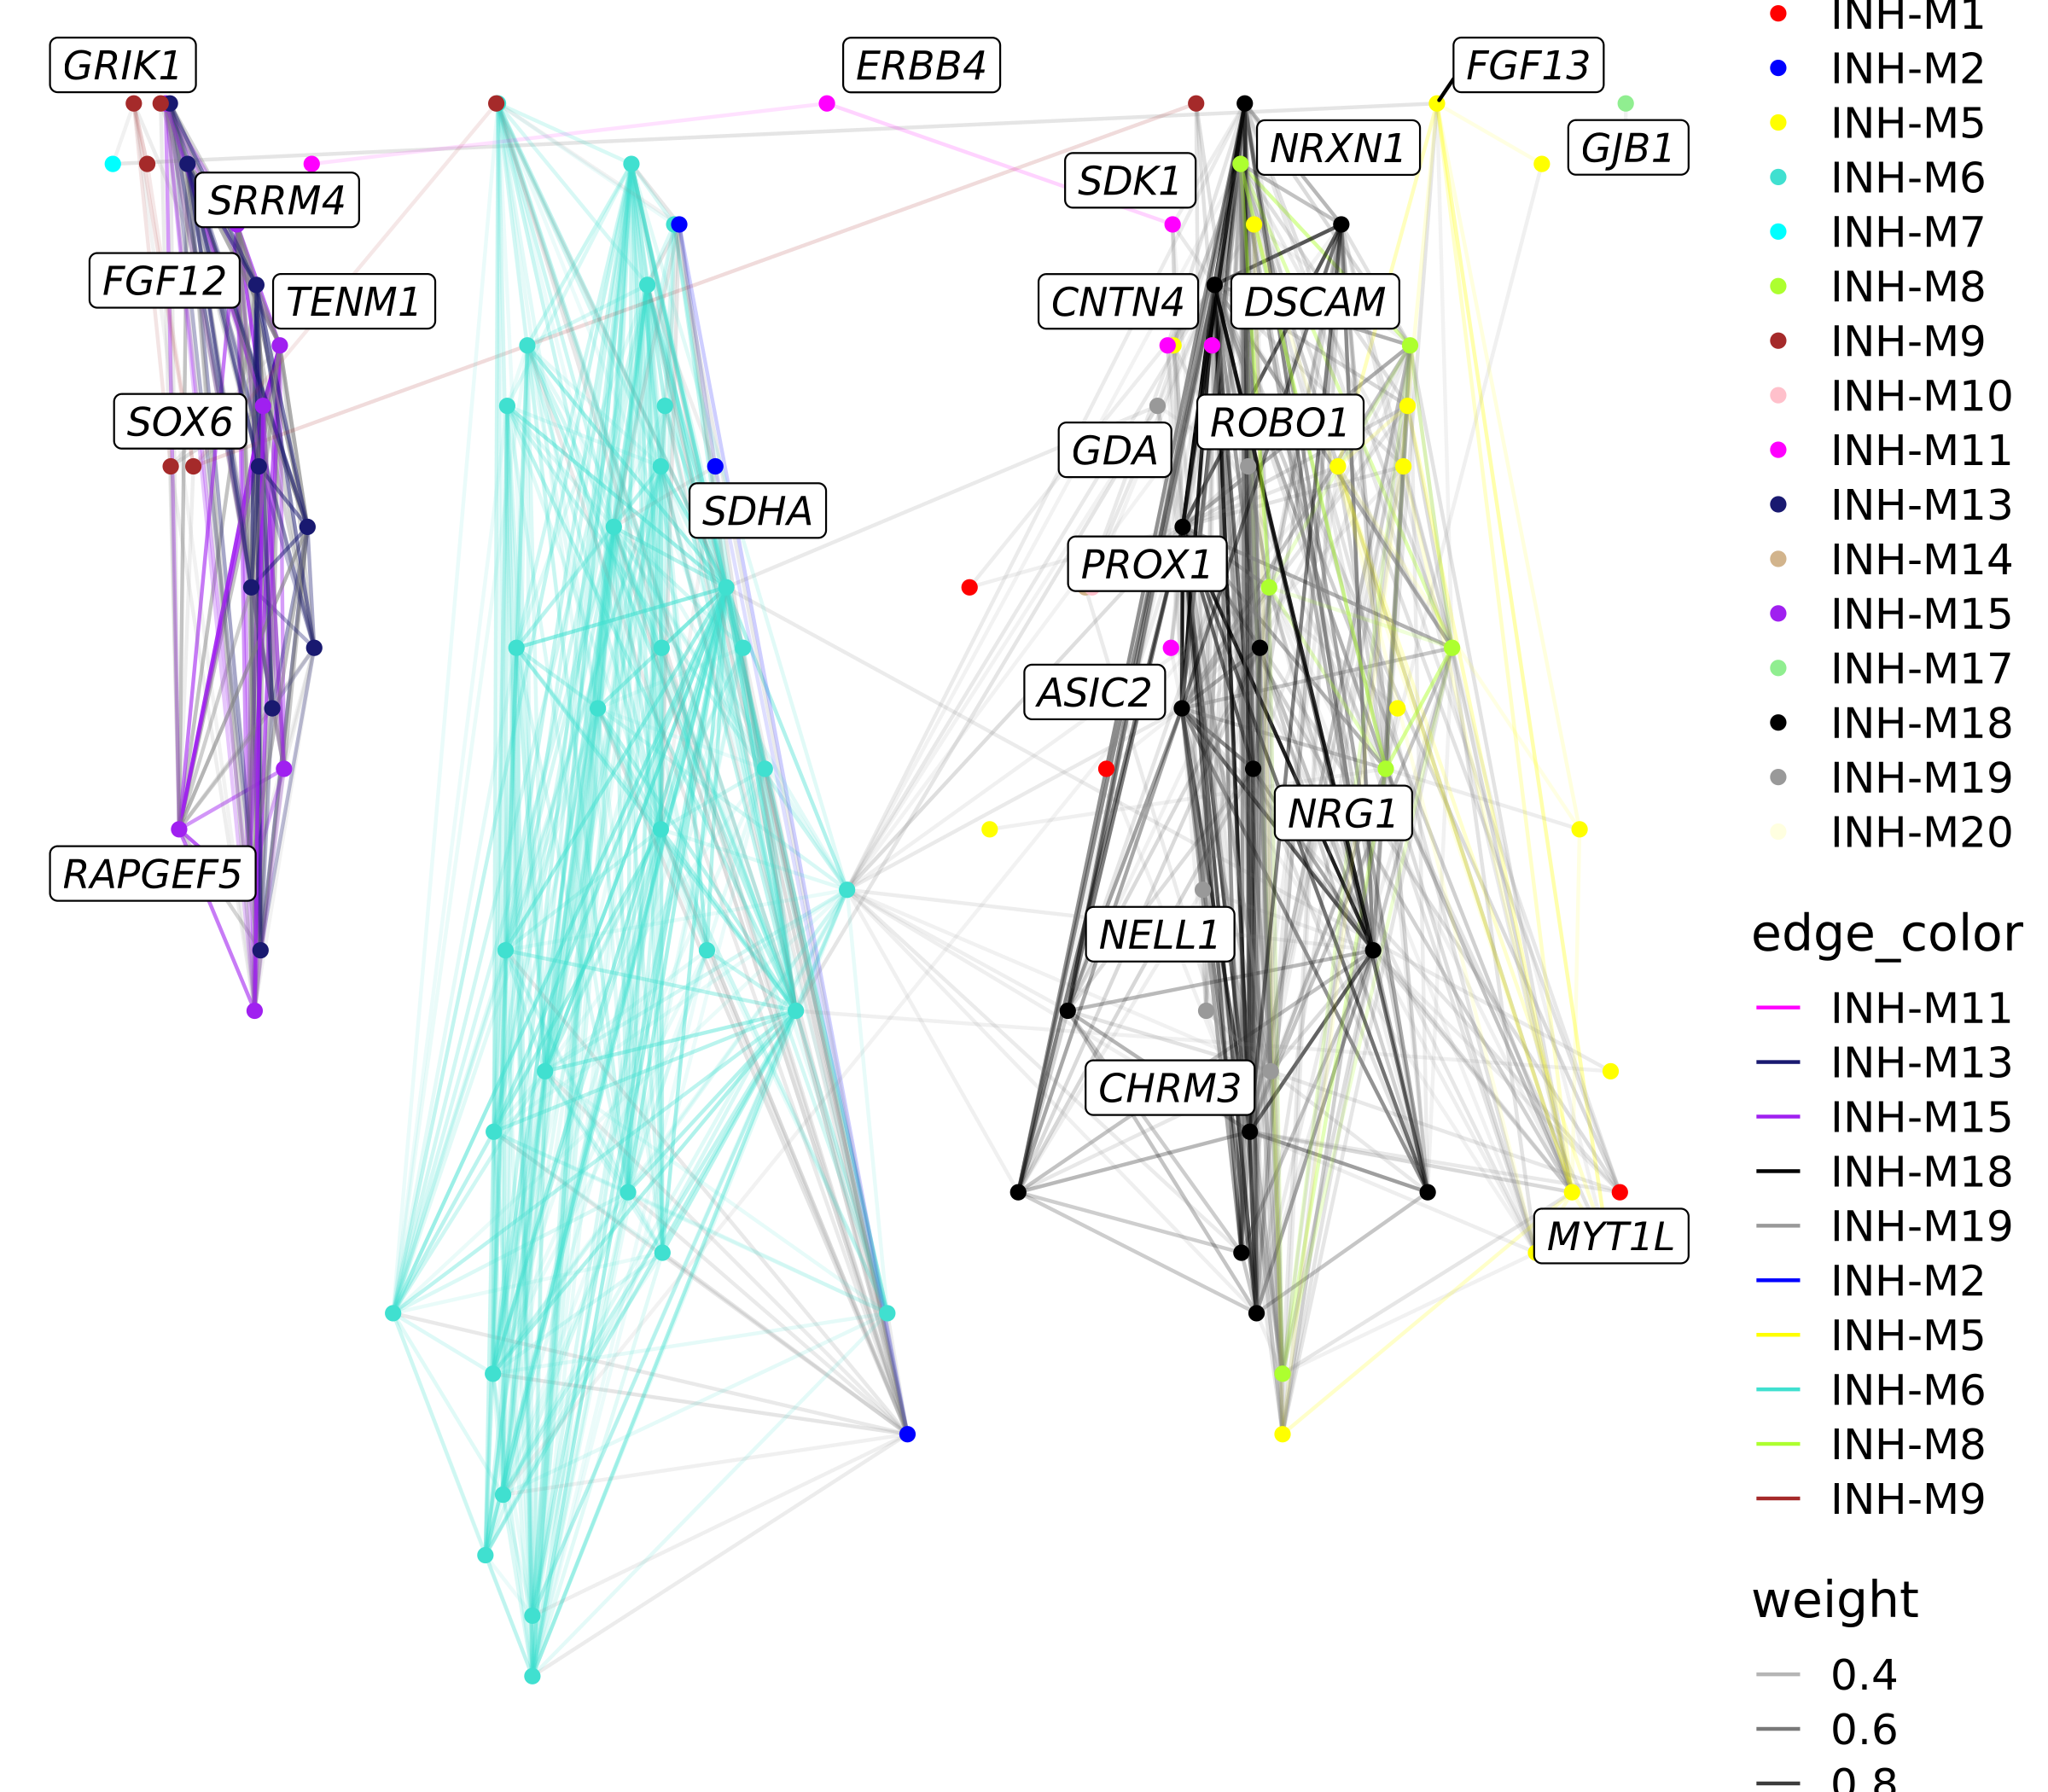 GRIK1
ERBB4
FGF13
NRXN1
GJB1
SDK1
SRRM4
FGF12
TENM1
CNTN4
DSCAM
SOX6
ROBO1
GDA
SDHA
PROX1
ASIC2
NRG1
RAPGEF5
NELL1
CHRM3
MYT1L
INH-M1
INH-M2
INH-M5
INH-M6
INH-M7
INH-M8
INH-M9
INH-M10
INH-M11
INH-M13
INH-M14
INH-M15
INH-M17
INH-M18
INH-M19
INH-M20
edge_color
INH-M11
INH-M13
INH-M15
INH-M18
INH-M19
INH-M2
INH-M5
INH-M6
INH-M8
INH-M9
weight
0.4
0.6
0.8